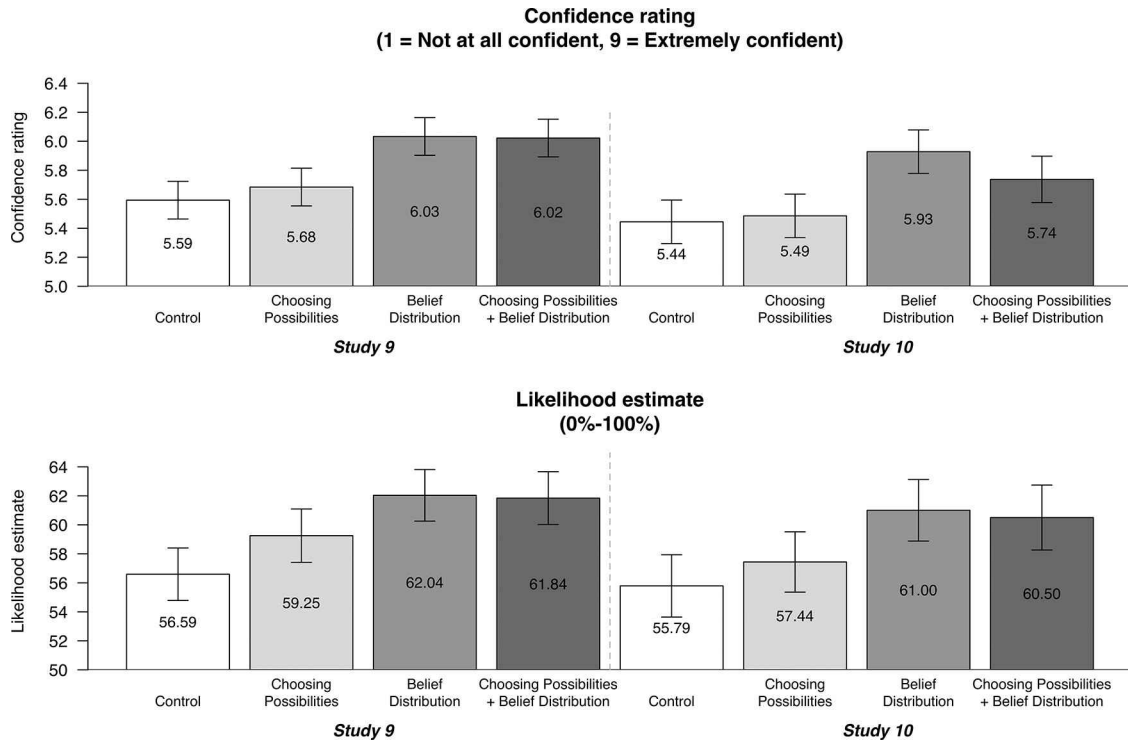 Confidence rating
(1 = Not at all confident, 9 = Extremely confident)
Confidence rating
6.4
6.2
6.0
5.8
5.6
5.4
5.2
5.0
5.59
5.68
6.03
6.02
5.44
5.49
5.93
5.74
Control
Choosing
Possibilities
Belief
Distribution
Choosing Possibilities
+ Belief Distribution
Control
Choosing
Possibilities
Belief
Distribution
Choosing Possibilities
+ Belief Distribution
Study 9
Study 10
Likelihood estimate
(0%-100%)
Likelihood estimate
64
62
60
58
56
54
52
50
56.59
59.25
62.04
61.84
55.79
57.44
61.00
60.50
Control
Choosing
Possibilities
Belief
Distribution
Choosing Possibilities
+ Belief Distribution
Control
Choosing
Possibilities
Belief
Distribution
Choosing Possibilities
+ Belief Distribution
Study 9
Study 10